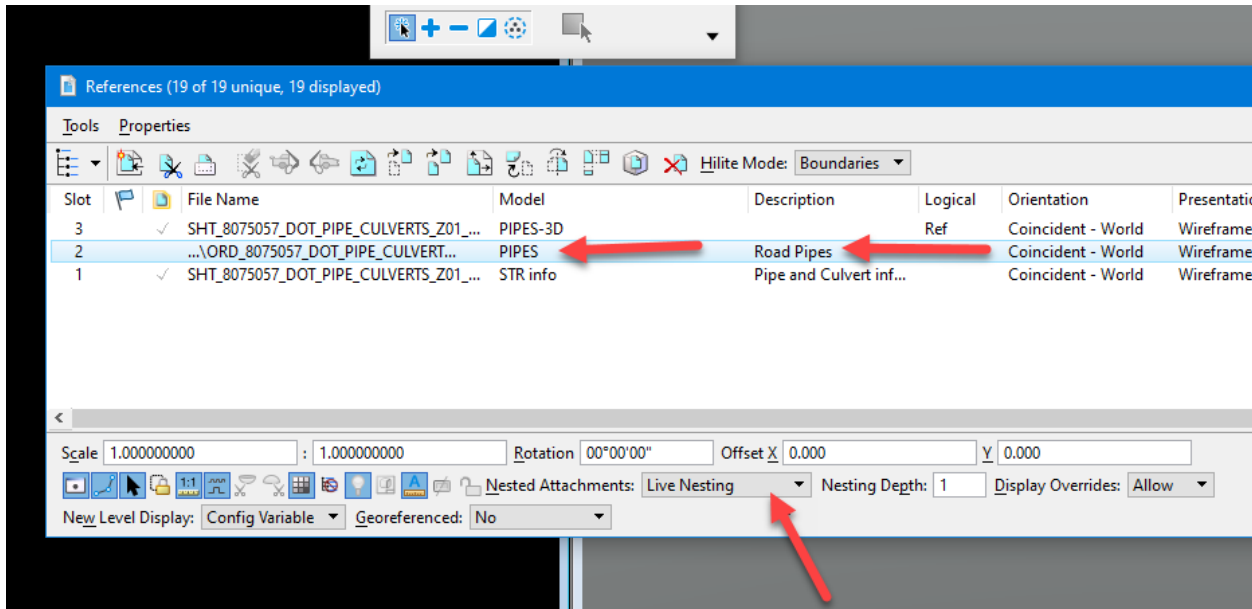 References (19 of 19 unique, 19 displayed)
Tools Properties
Hilite Mode: Boundaries
Slot File Name Model Description Logical Orientation Presentatio
3 SHT_8075057_DOT_PIPE_CULVERTS_Z01_... PIPES-3D Ref Coincident - World Wireframe
2 ...\ORD_8075057_DOT_PIPE_CULVERT... PIPES Road Pipes Coincident - World Wireframe
1 SHT_8075057_DOT_PIPE_CULVERTS_Z01_... STR info Pipe and Culvert inf... Coincident - World Wireframe
Scale 1.000000000 : 1.000000000 Rotation 00°00'00" Offset X 0.000 Y 0.000
1:1 A Nested Attachments: Live Nesting Nesting Depth: 1 Display Overrides: Allow
New Level Display: Config Variable Georeferenced: No